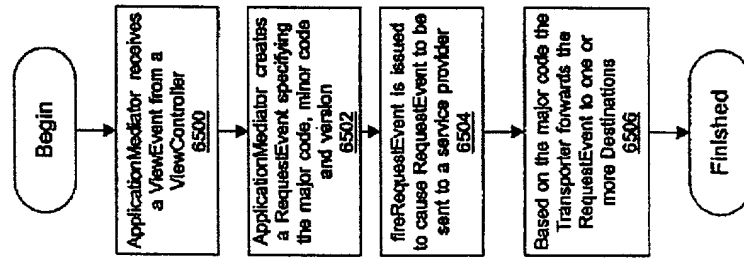 Begin
ApplicationMediator receives
a ViewEvent from a
ViewController
6500
ApplicationMediator creates
a RequestEvent specifying
the major code, minor code
and version
6502
fireRequestEvent is issued
to cause RequestEvent to be
sent to a service provider
6504
Based on the major code the
Transporter forwards the
RequestEvent to one or
more Destinations
6506
Finished